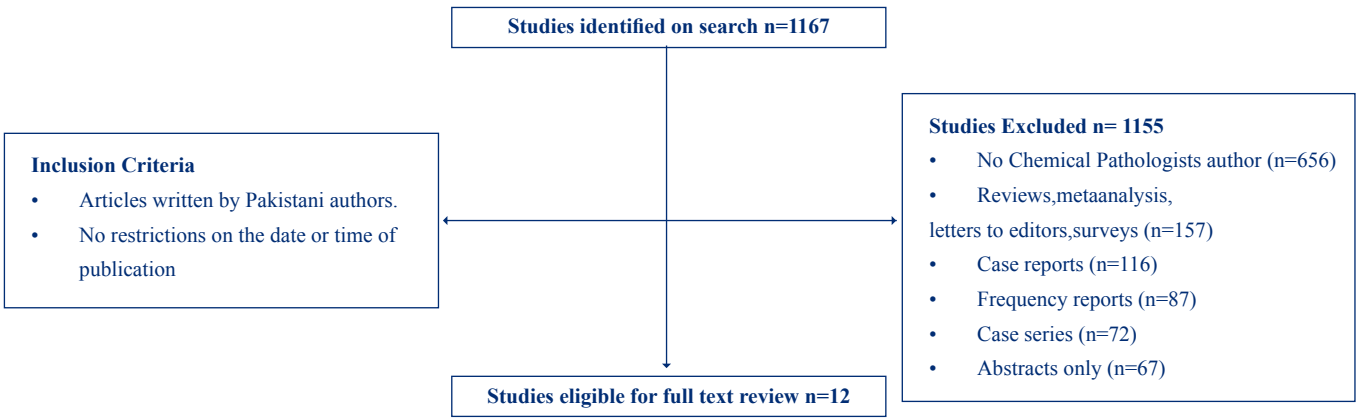 Studies identified on search n=1167
Inclusion Criteria
• Articles written by Pakistani authors.
• No restrictions on the date or time of
publication
Studies Excluded n= 1155
• No Chemical Pathologists author (n=656)
• Reviews,metaanalysis,
letters to editors,surveys (n=157)
• Case reports (n=116)
• Frequency reports (n=87)
• Case series (n=72)
• Abstracts only (n=67)
Studies eligible for full text review n=12